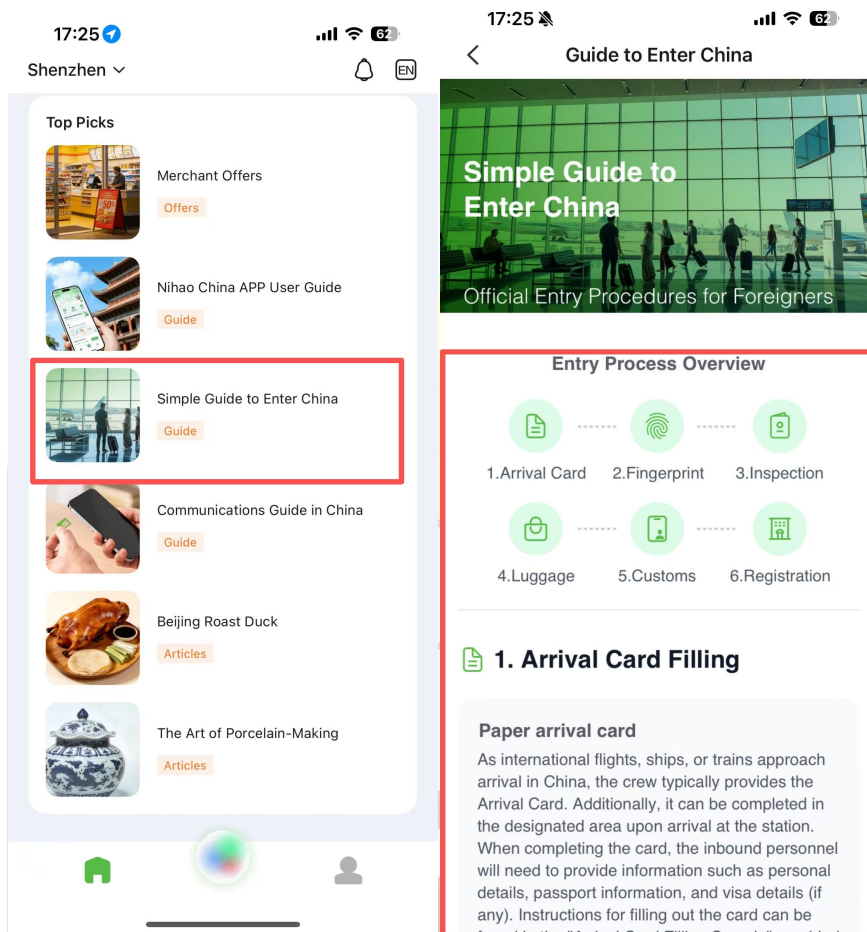 17:25
62
Shenzhen
EN
Top Picks
Merchant Offers
Offers
50%
Nihao China APP User Guide
Guide
Simple Guide to Enter China
Guide
Communications Guide in China
Guide
Beijing Roast Duck
Articles
The Art of Porcelain-Making
Articles
17:25
62
Guide to Enter China
Simple Guide to
Enter China
Official Entry Procedures for Foreigners
Entry Process Overview
1.Arrival Card 2.Fingerprint 3.Inspection
4.Luggage 5.Customs 6.Registration
1. Arrival Card Filling
Paper arrival card
As international flights, ships, or trains approach
arrival in China, the crew typically provides the
Arrival Card. Additionally, it can be completed in
the designated area upon arrival at the station.
When completing the card, the inbound personnel
will need to provide information such as personal
details, passport information, and visa details (if
any). Instructions for filling out the card can be